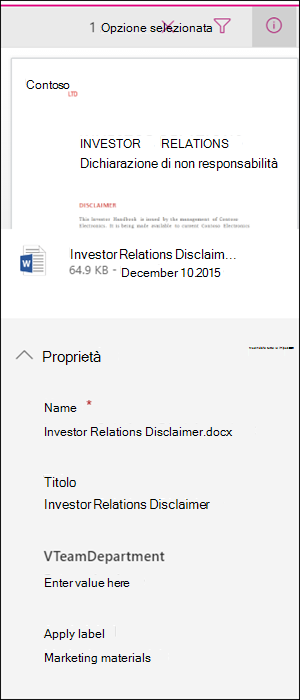 1 Opzione selezionata
Contoso
LTD
INVESTOR RELATIONS
Dichiarazione di non responsabilità
DISCLAIMER
This Investor Handbook is issued by the management of Contoso
Electronics. It is being made available to current Contoso Electronics
Investor Relations Disclaim...
64.9 KB - December 10.2015
Proprietà
Name *
Investor Relations Disclaimer.docx
Titolo
Investor Relations Disclaimer
VTeamDepartment
Enter value here
Apply label
Marketing materials